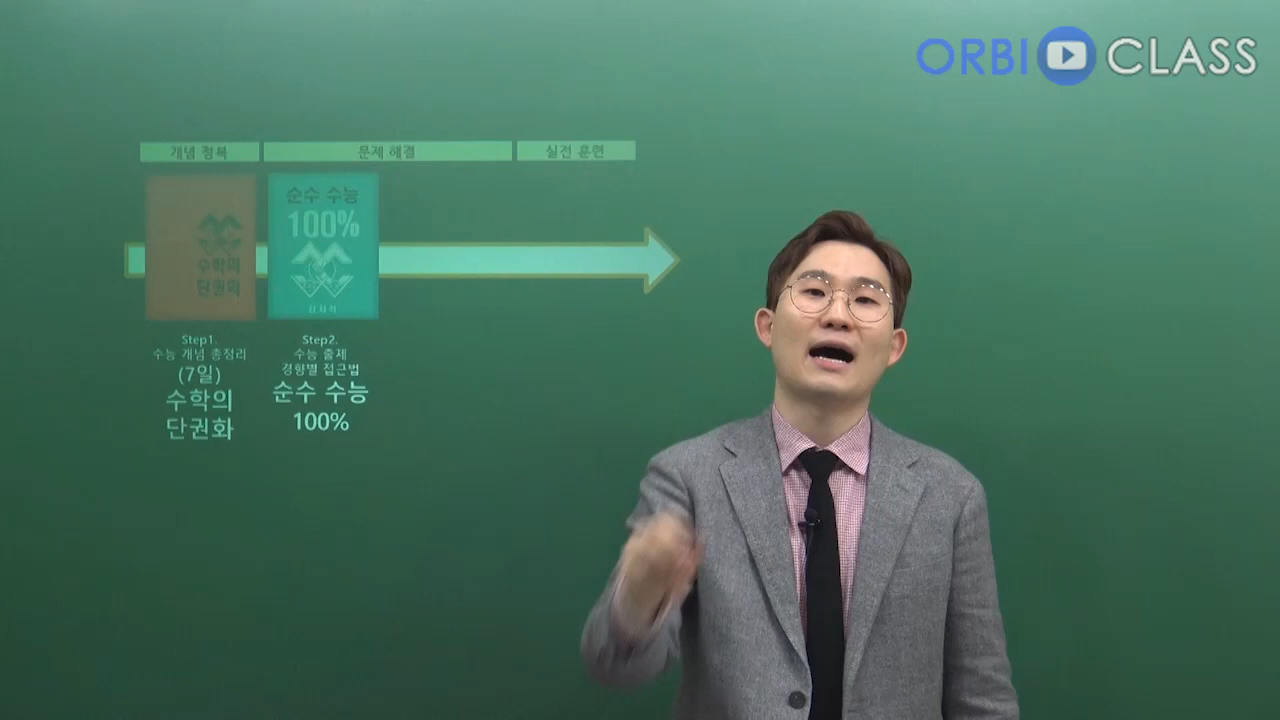 ORBI CLASS
개념 정복 문제 해결 실전 훈련
순수 수능
100%
수학의
단권화
Step1.
수능 개념 총정리
(7일)
수학의
단권화
Step2.
수능 출제
경향별 접근법
순수 수능
100%